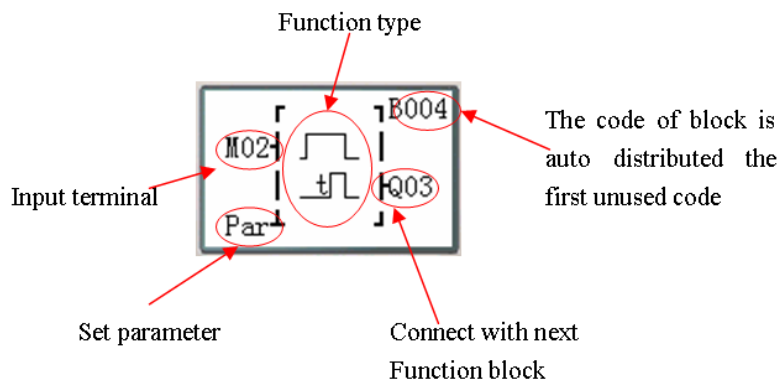 Function type
B004
M02
t
Q03
Par
The code of block is
auto distributed the
first unused code
Input terminal
Set parameter
Connect with next
Function block